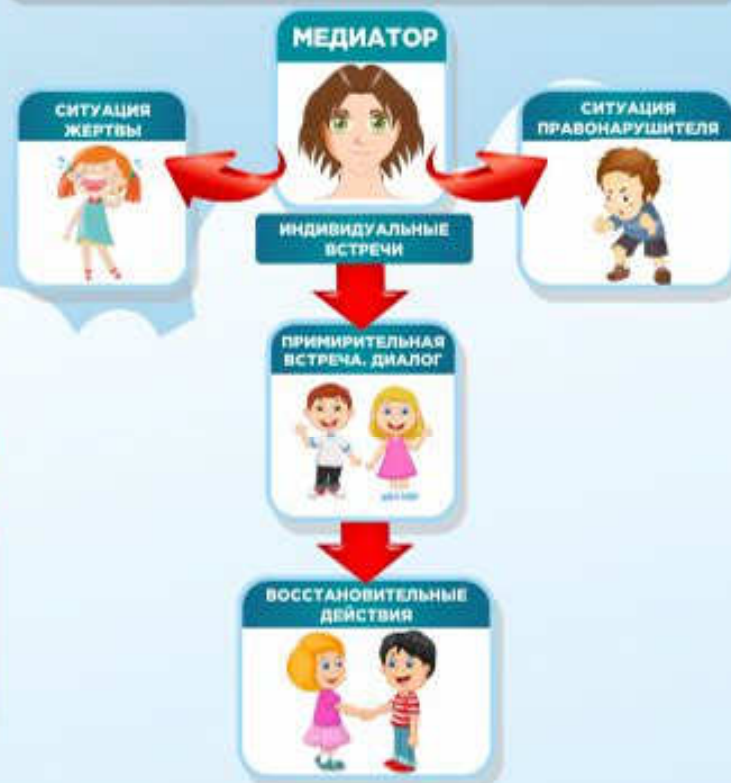 МЕДИАТОР
СИТУАЦИЯ
ЖЕРТВЫ
СИТУАЦИЯ
ПРАВОНАРУШИТЕЛЯ
ИНДИВИДУАЛЬНЫЕ
ВСТРЕЧИ
ПРИМИРИТЕЛЬНАЯ
ВСТРЕЧА. ДИАЛОГ
ВОССТАНОВИТЕЛЬНЫЕ
ДЕЙСТВИЯ